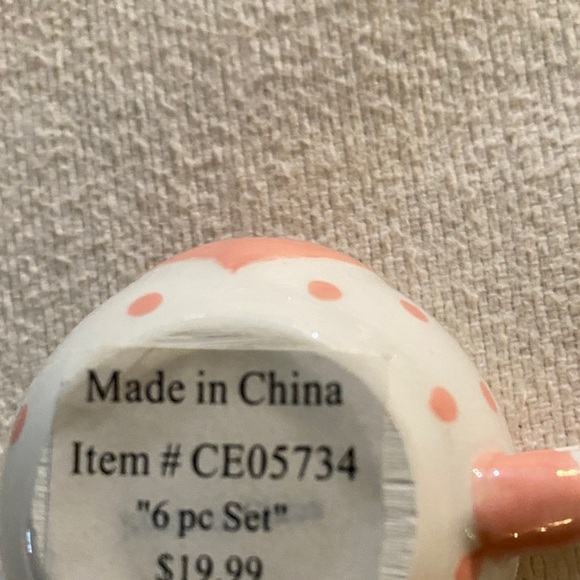 Made in China
Item # CE05734
"6 pc Set"
$19.99